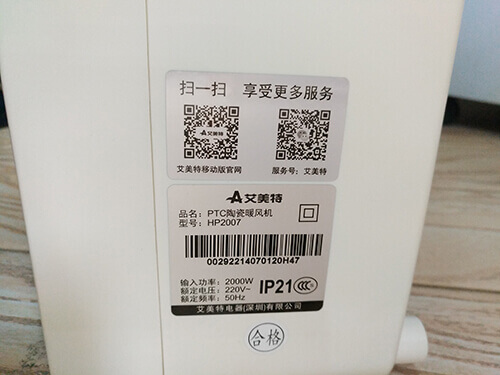 扫一扫 享受更多服务
艾美特
艾美特移动版官网 服务号：艾美特
艾美特
品名：PTC陶瓷暖风机
型号：HP2007
00292214070120H47
输入功率：2000W
额定电压：220V~
额定频率：50Hz
IP21
艾美特电器(深圳)有限公司
合格